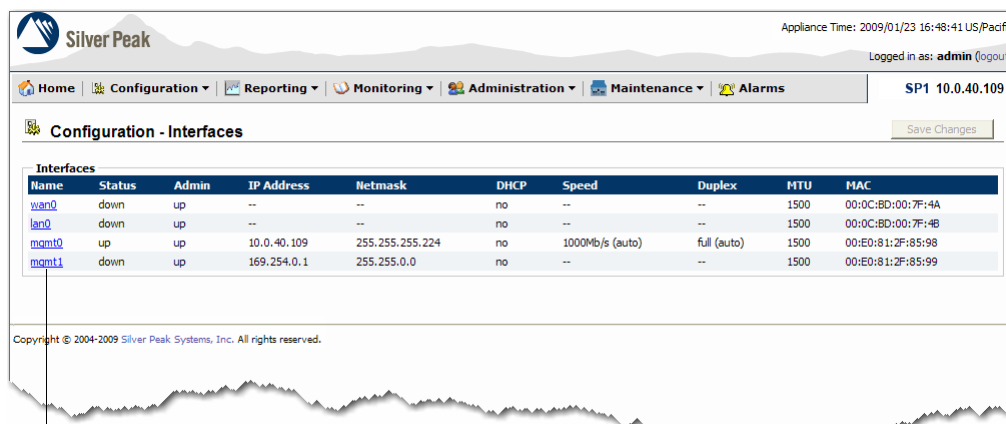 Silver Peak
Appliance Time: 2009/01/23 16:48:41 US/Pacif
Logged in as: admin (logou
Home | Configuration | Reporting | Monitoring | Administration | Maintenance | Alarms
SP1 10.0.40.109
Configuration - Interfaces
Save Changes
Interfaces
Name Status Admin IP Address Netmask DHCP Speed Duplex MTU MAC
wan0 down up -- -- no -- -- 1500 00:0C:BD:00:7F:4A
lan0 down up -- -- no -- -- 1500 00:0C:BD:00:7F:4B
mgmt0 up up 10.0.40.109 255.255.255.224 no 1000Mb/s (auto) full (auto) 1500 00:E0:81:2F:85:98
mgmt1 down up 169.254.0.1 255.255.0.0 no -- -- 1500 00:E0:81:2F:85:99
Copyright © 2004-2009 Silver Peak Systems, Inc. All rights reserved.